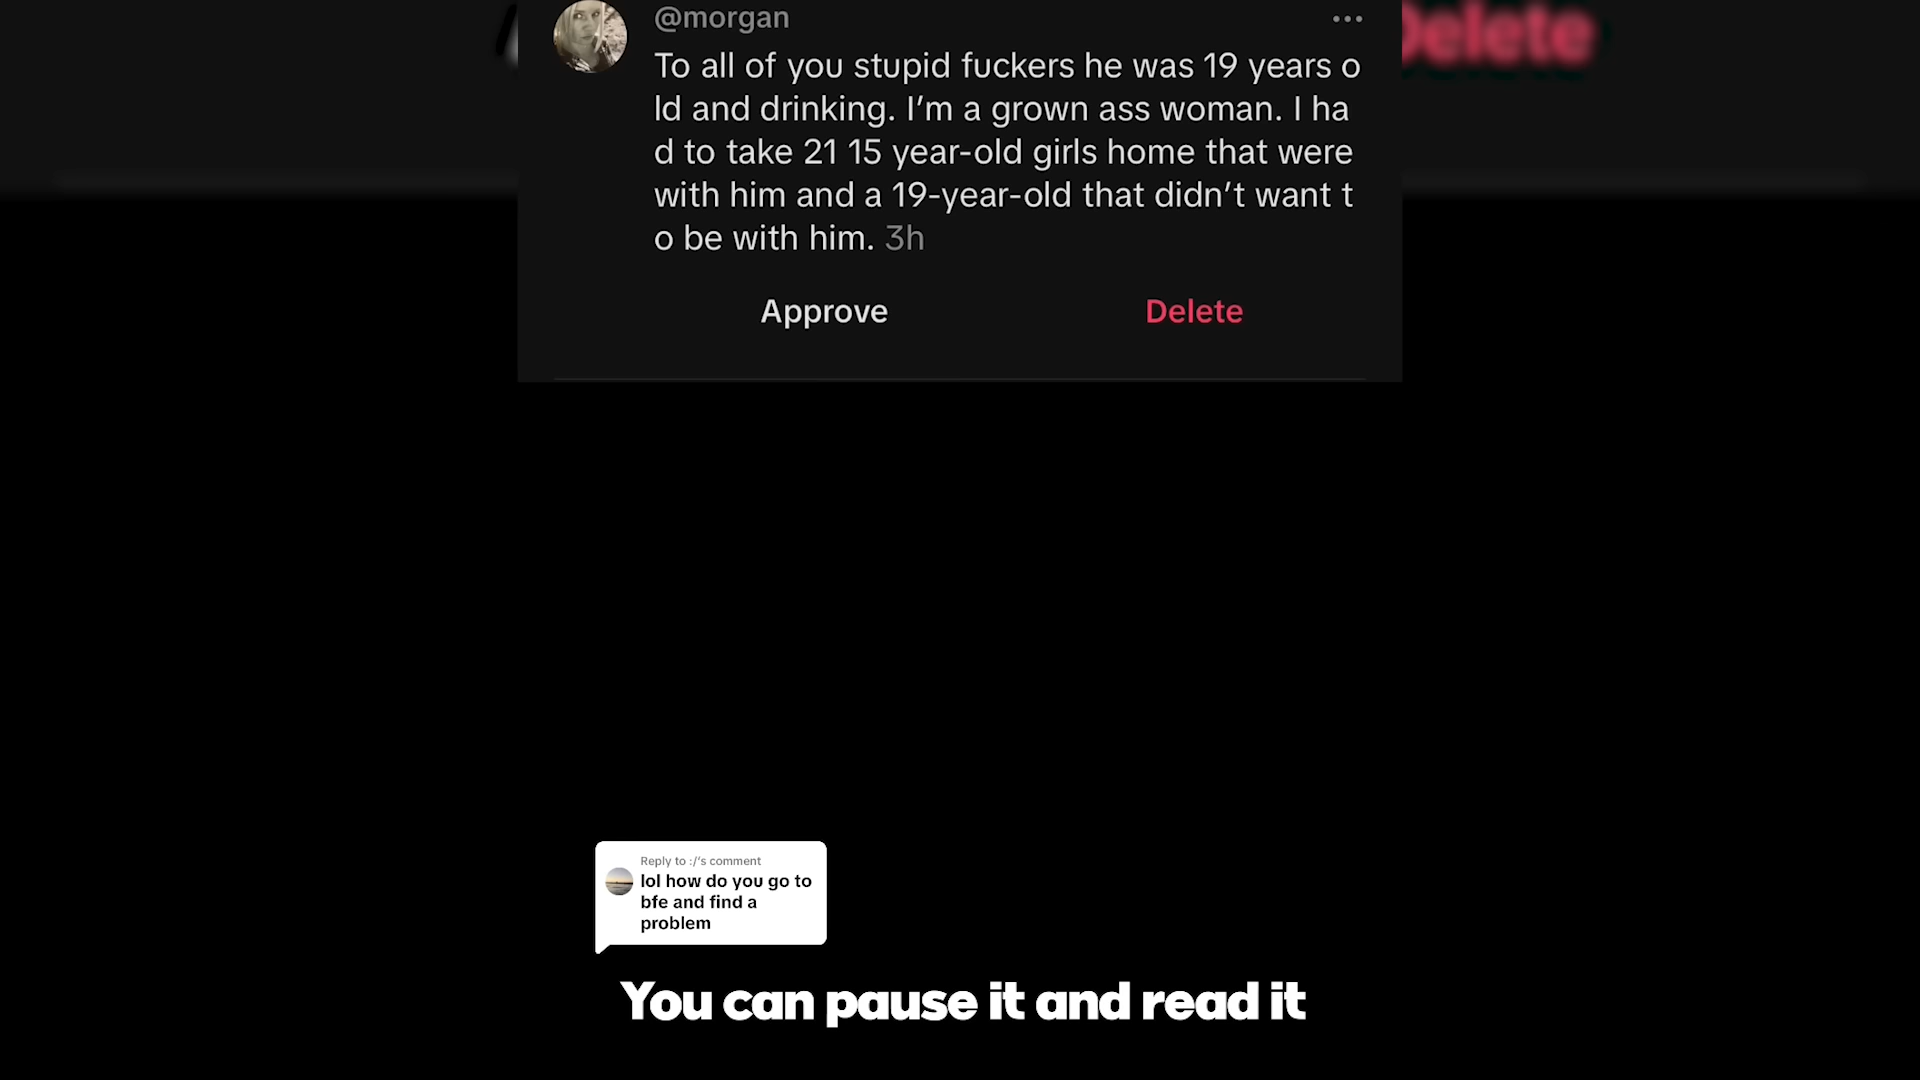 @morgan
Delete
To all of you stupid fuckers he was 19 years o
ld and drinking. I’m a grown ass woman. I ha
d to take 21 15 year-old girls home that were
with him and a 19-year-old that didn’t want t
o be with him. 3h
Approve Delete
Reply to :/'s comment
lol how do you go to
bfe and find a
problem
You can pause it and read it